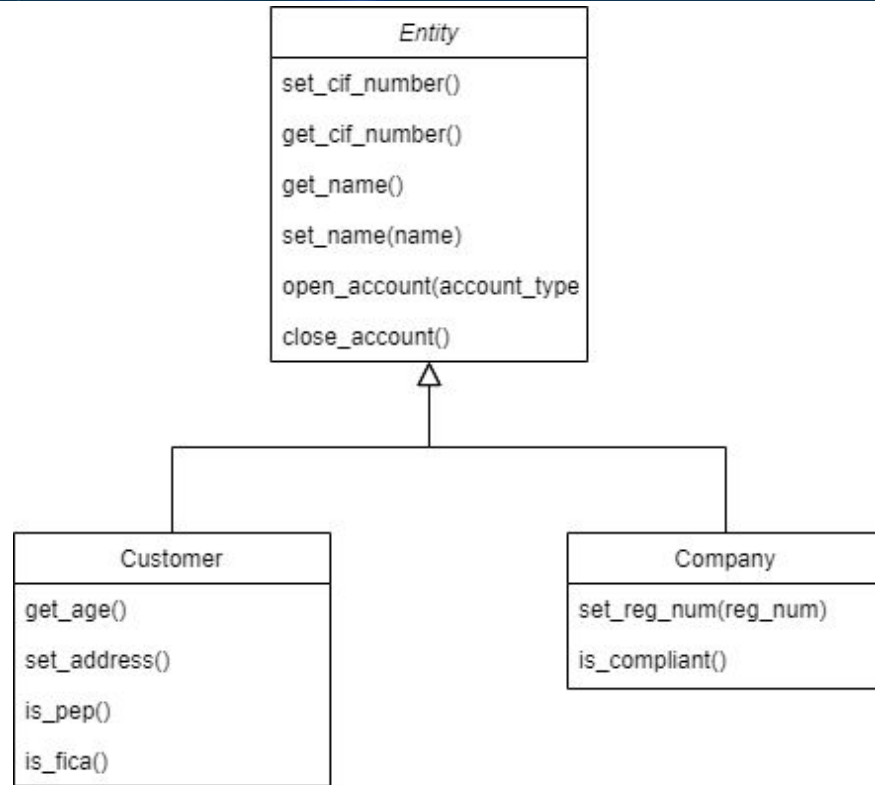 Entity
set_cif_number()
get_cif_number()
get_name()
set_name(name)
open_account(account_type
close_account()
Customer
get_age()
set_address()
is_pep()
is_fica()
Company
set_reg_num(reg_num)
is_compliant()